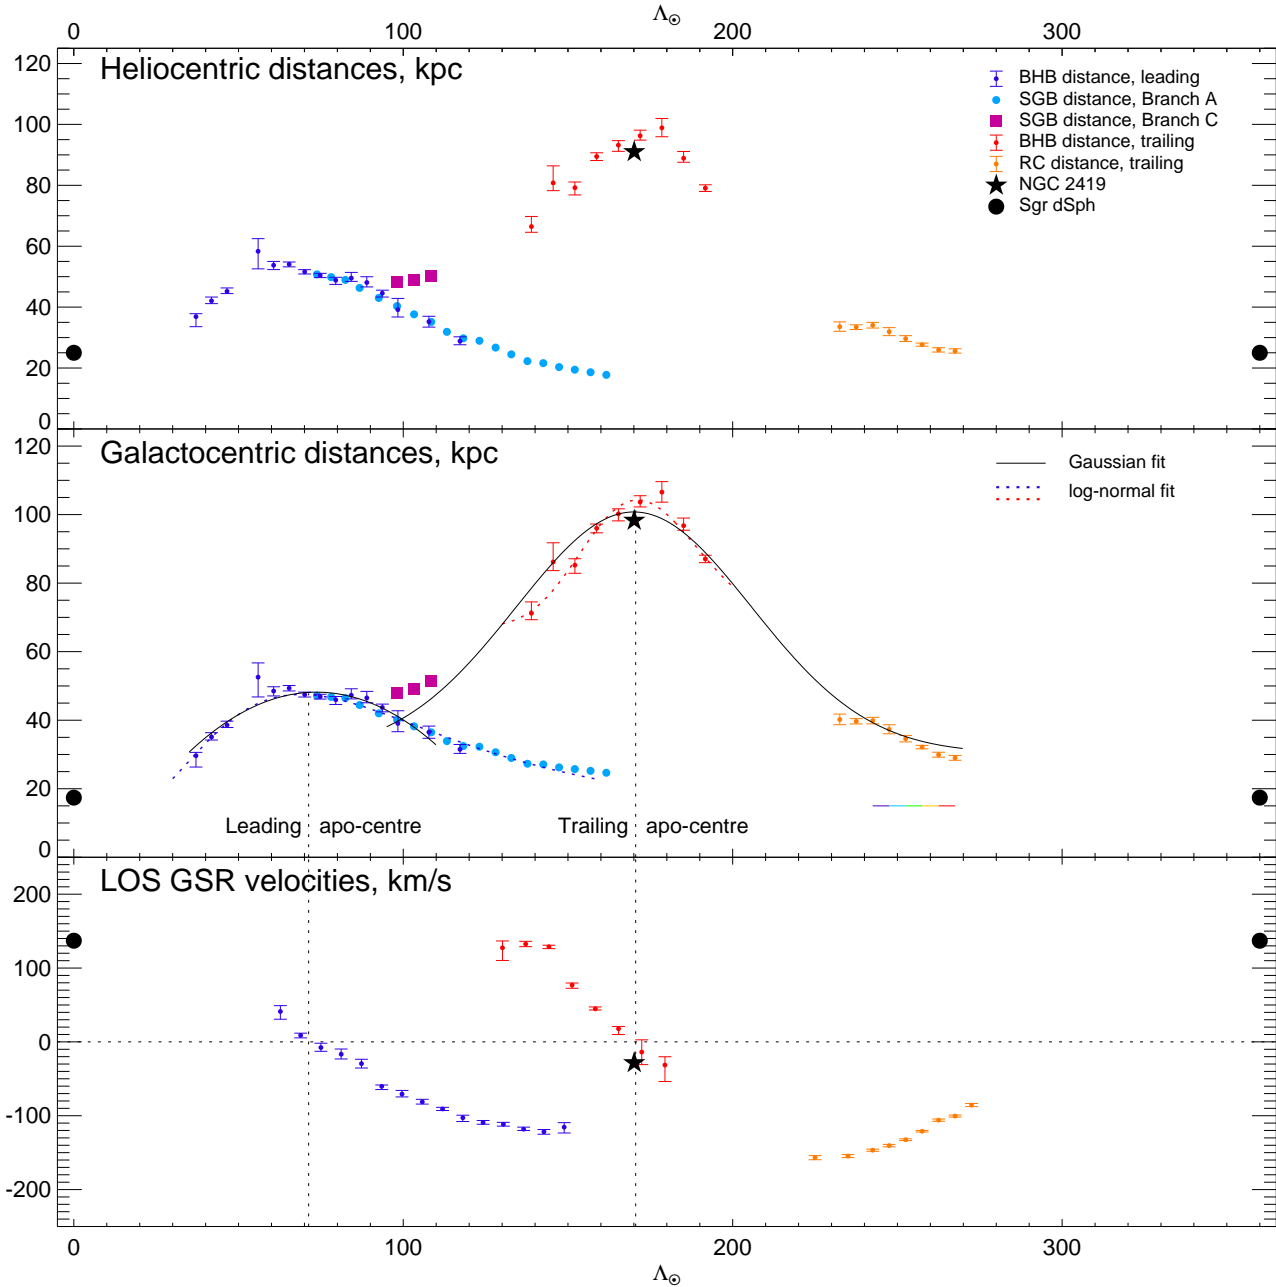 Λ⊙
0 100 200 300
Heliocentric distances, kpc
120
100
80
60
40
20
0
BHB distance, leading
SGB distance, Branch A
SGB distance, Branch C
BHB distance, trailing
RC distance, trailing
NGC 2419
Sgr dSph
Galactocentric distances, kpc
120
100
80
60
40
20
0
Gaussian fit
log-normal fit
Leading apo-centre
Trailing apo-centre
LOS GSR velocities, km/s
200
100
0
-100
-200
0 100 200 300
Λ⊙